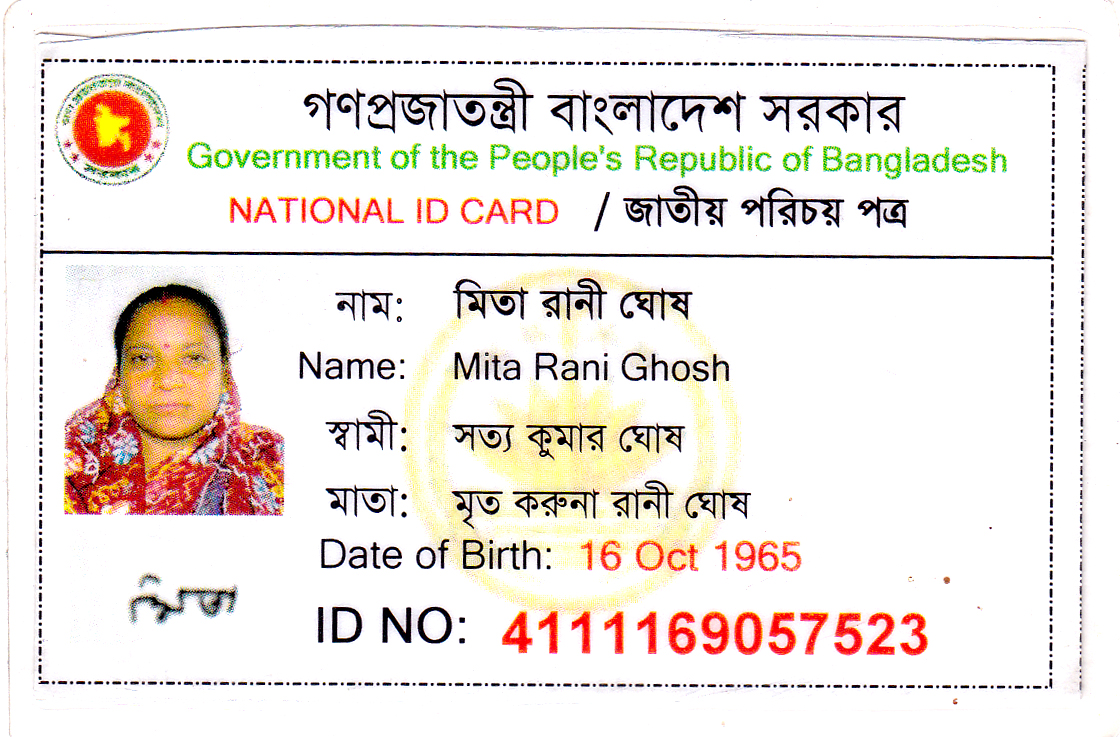 গণপ্রজাতন্ত্রী বাংলাদেশ সরকার
Government of the People's Republic of Bangladesh
NATIONAL ID CARD / জাতীয় পরিচয় পত্র
নাম: মিতা রানী ঘোষ
Name: Mita Rani Ghosh
স্বামী: সত্য কুমার ঘোষ
মাতা: মৃত করুনা রানী ঘোষ
Date of Birth: 16 Oct 1965
মিতা
ID NO: 4111169057523